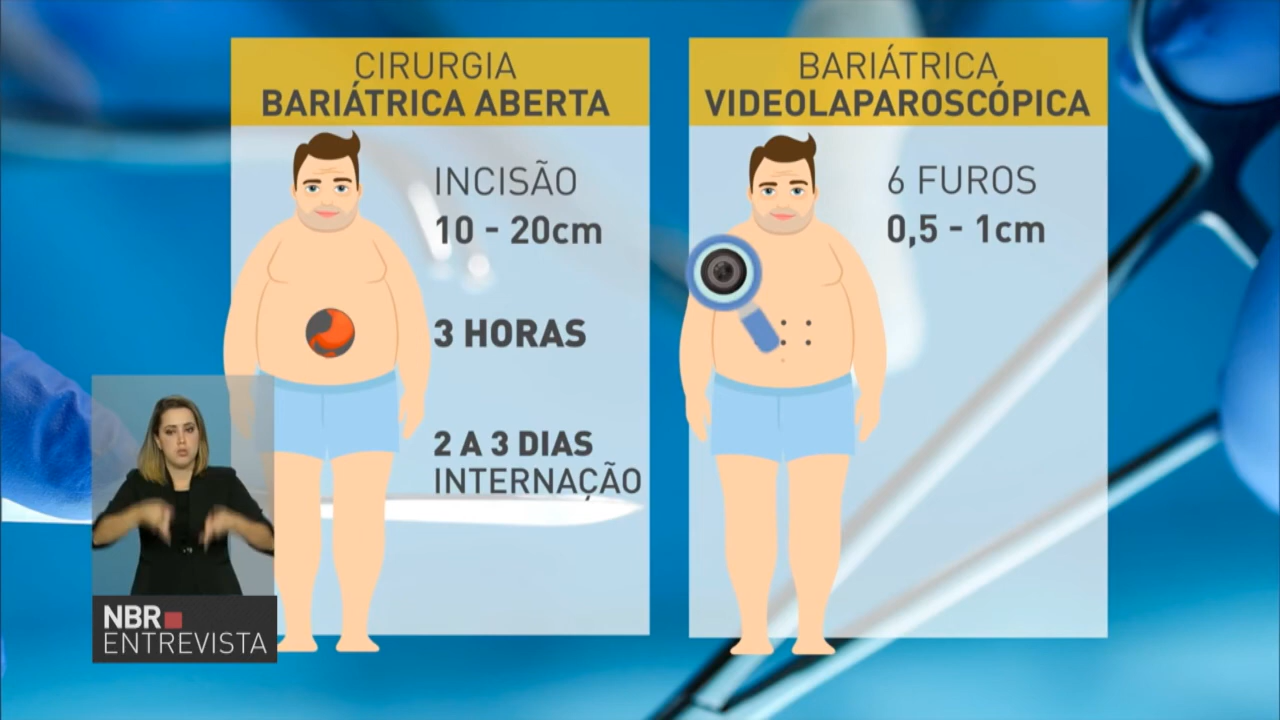 CIRURGIA
BARIÁTRICA ABERTA
INCISÃO
10 - 20cm
3 HORAS
2 A 3 DIAS
INTERNAÇÃO
BARIÁTRICA
VIDEOLAPAROSCÓPICA
6 FUROS
0,5 - 1cm
NBR
ENTREVISTA